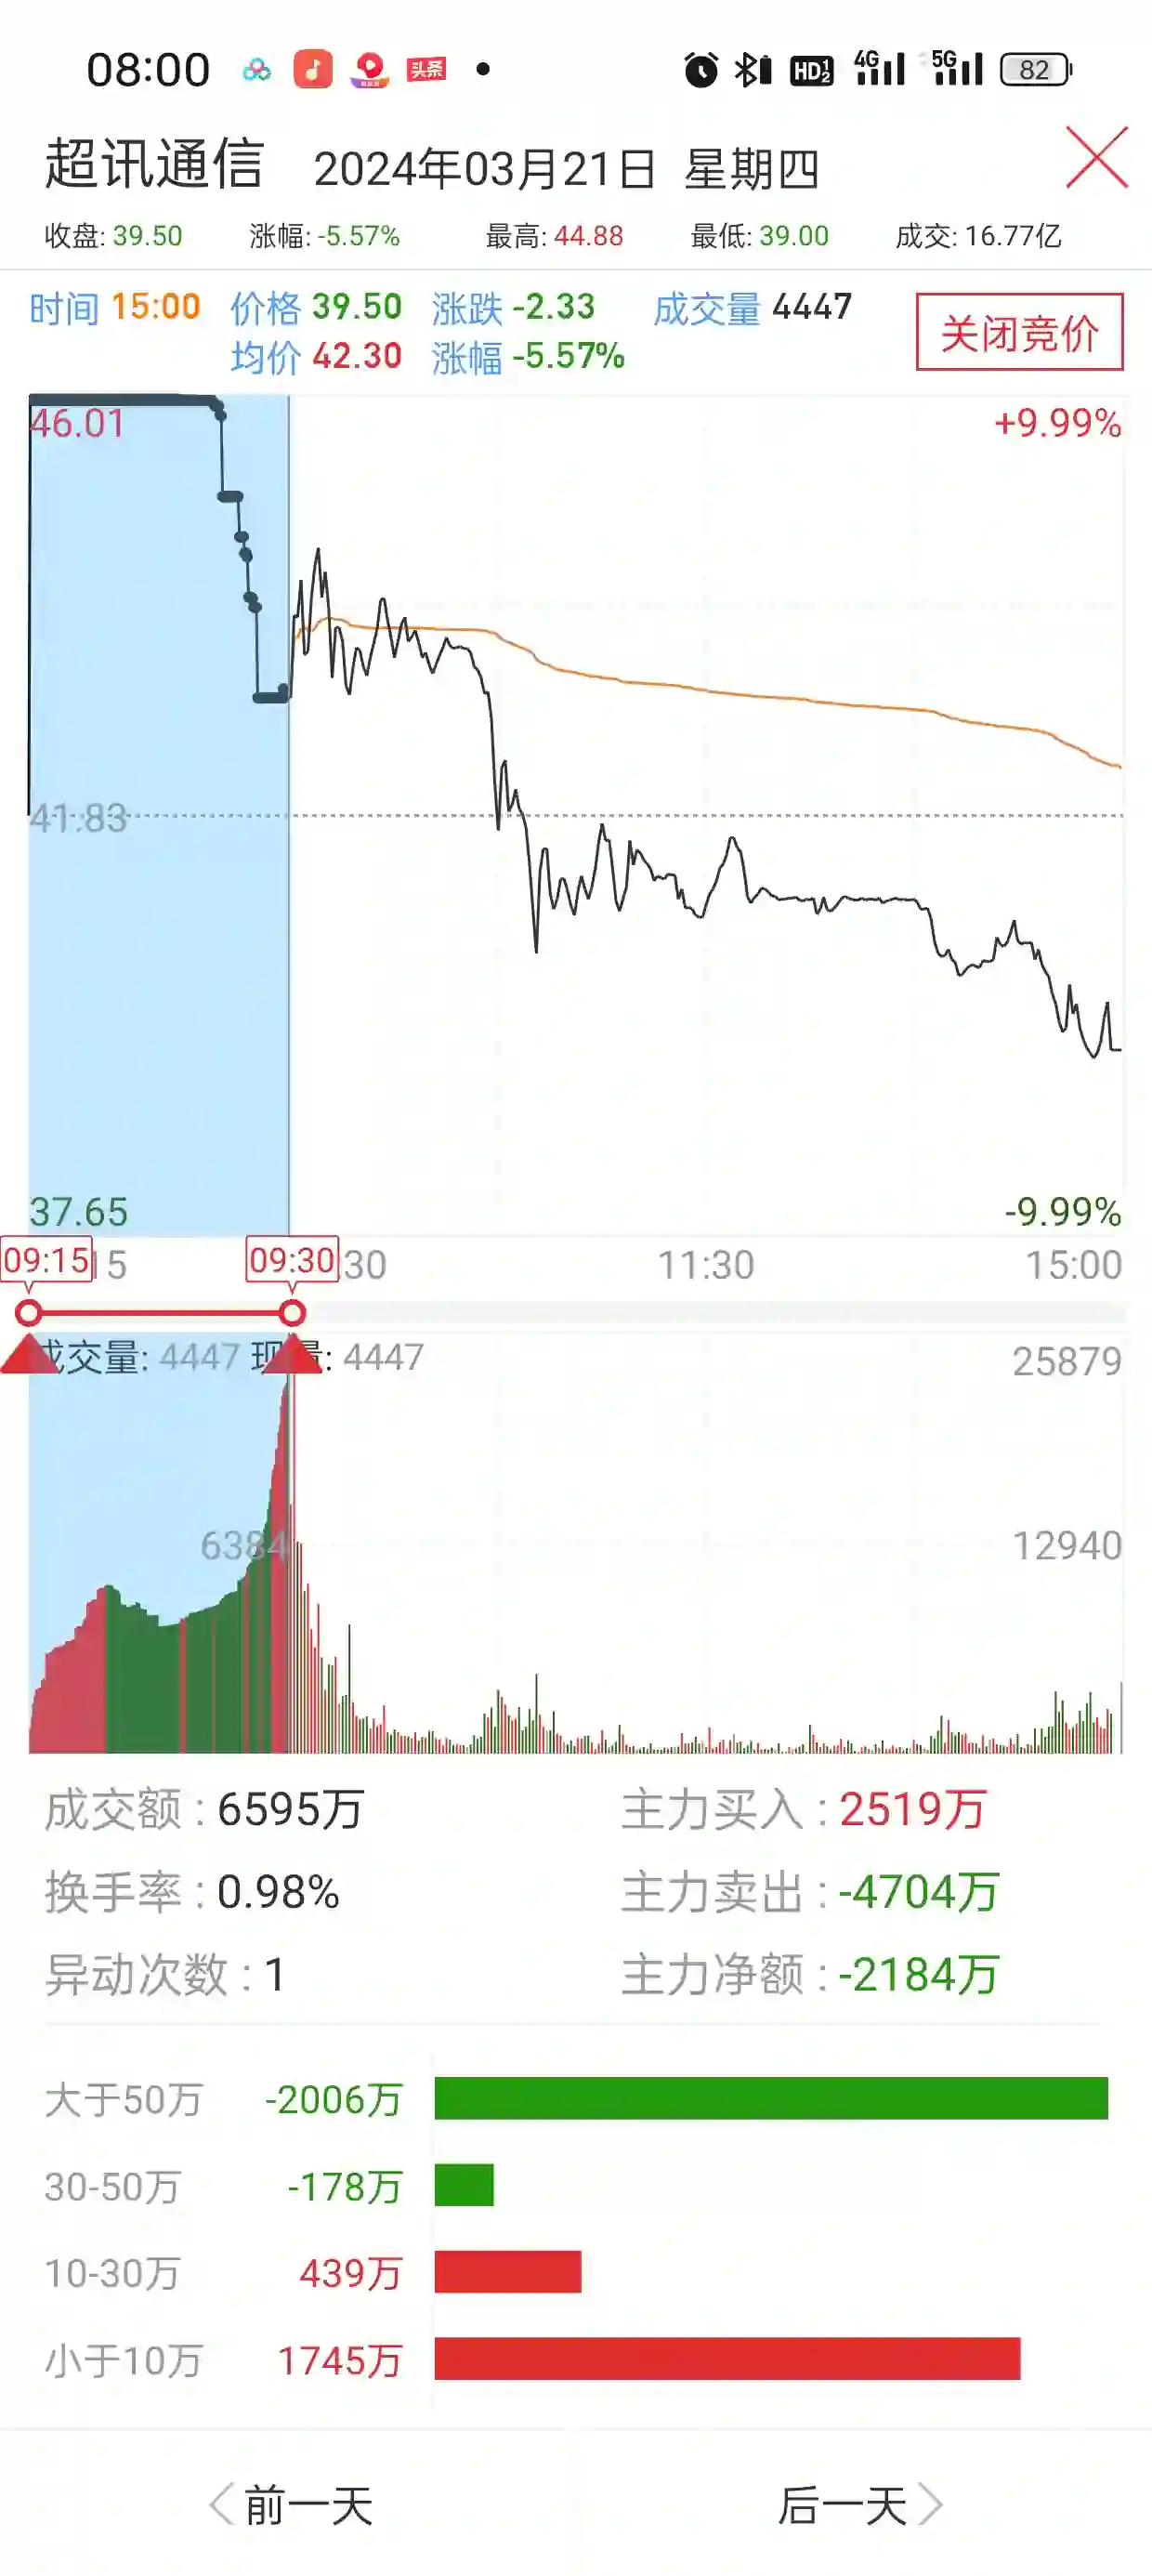 08:00 头条 HD 1 2 4G 5G 82
超讯通信 2024年03月21日 星期四
收盘: 39.50 涨幅: -5.57% 最高: 44.88 最低: 39.00 成交: 16.77亿
时间 15:00 价格 39.50 涨跌 -2.33 成交量 4447
均价 42.30 涨幅 -5.57%
关闭竞价
46.01 +9.99%
41.83
37.65 -9.99%
09:15 15 09:30 :30 11:30 15:00
成交量: 4447 现量: 4447 25879
6384 12940
成交额 : 6595万 主力买入 : 2519万
换手率 : 0.98% 主力卖出 : -4704万
异动次数 : 1 主力净额 : -2184万
大于50万 -2006万
30-50万 -178万
10-30万 439万
小于10万 1745万
前一天 后一天